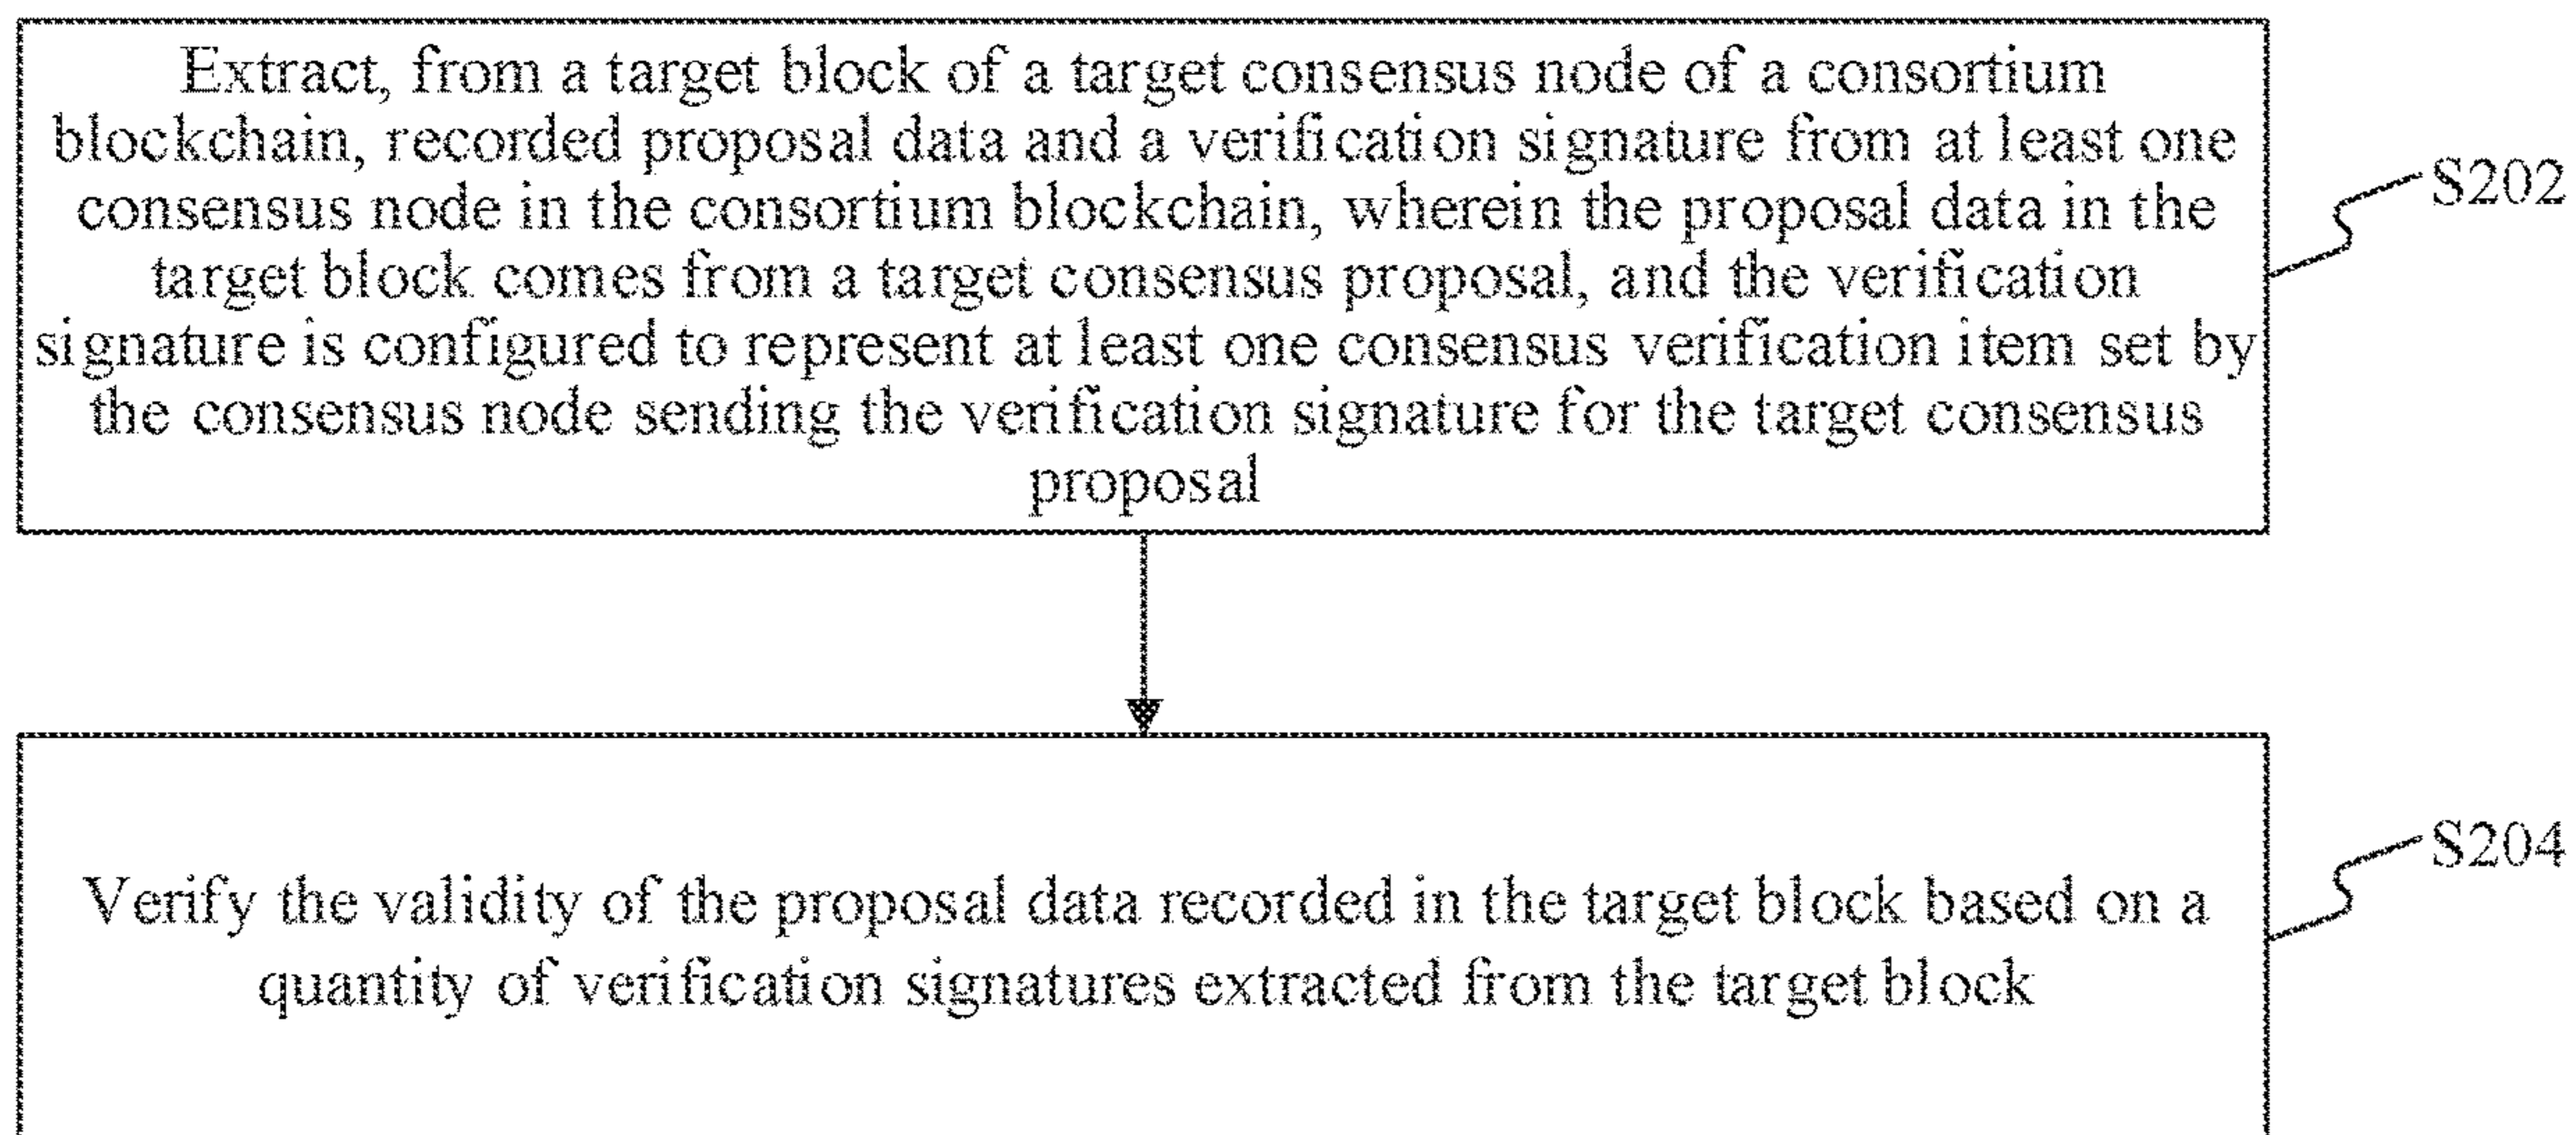 Extract, from a target block of a target consensus node of a consortium
blockchain, recorded proposal data and a verification signature from at least one
consensus node in the consortium blockchain, wherein the proposal data in the
target block comes from a target consensus proposal, and the verification
signature is configured to represent at least one consensus verification item set by
the consensus node sending the verification signature for the target consensus
proposal
S202
Verify the validity of the proposal data recorded in the target block based on a
quantity of verification signatures extracted from the target block
S204